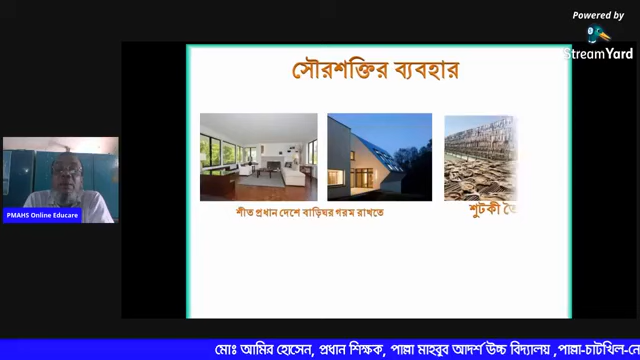 Powered by
StreamYard
সৌরশক্তির ব্যবহার
শীত প্রধান দেশে বাড়িঘর গরম রাখতে
শুটকী
PMAHS Online Educare
মোঃ আমির হোসেন, প্রধান শিক্ষক, পাল্লা মাহবুব আদর্শ উচ্চ বিদ্যালয় ,পাল্লা-চাটখিল-নো